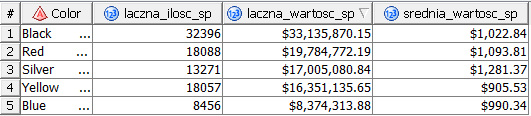 # Color laczna_ilosc_sp laczna_wartosc_sp srednia_wartosc_sp
1 Black ... 32396 $33,135,870.15 $1,022.84
2 Red ... 18088 $19,784,772.19 $1,093.81
3 Silver ... 13271 $17,005,080.84 $1,281.37
4 Yellow ... 18057 $16,351,135.65 $905.53
5 Blue ... 8456 $8,374,313.88 $990.34